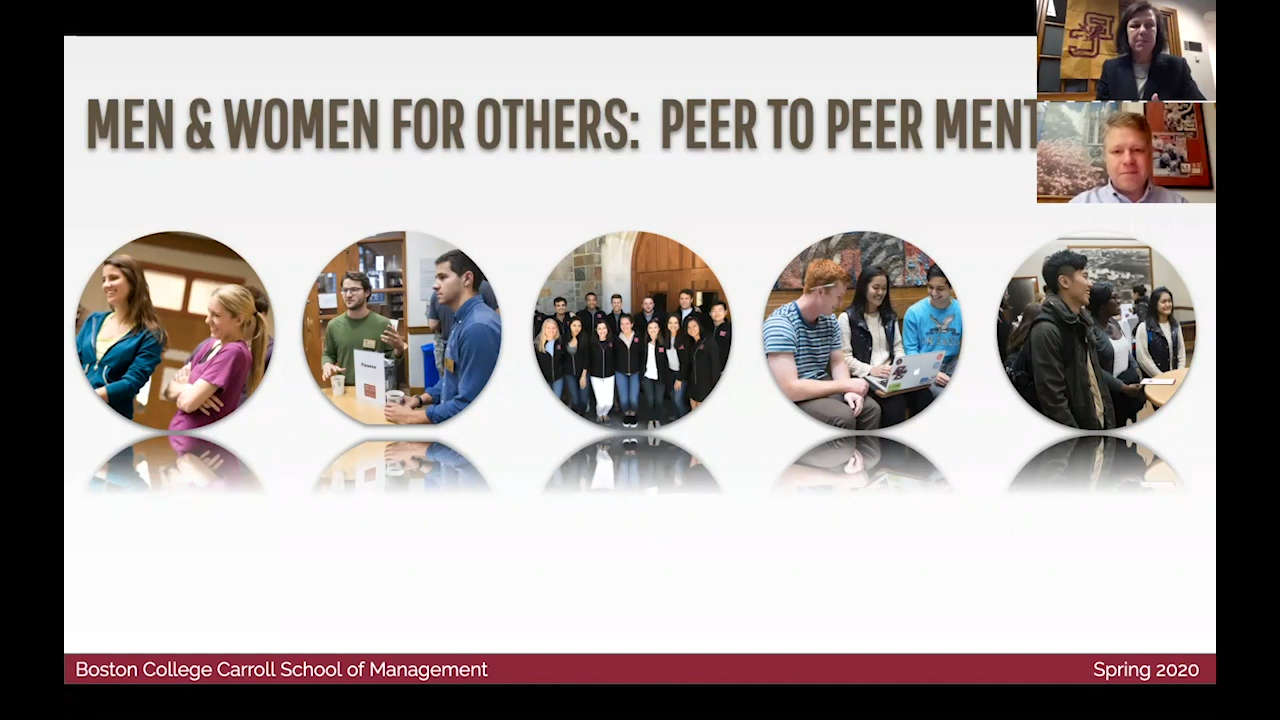 MEN & WOMEN FOR OTHERS: PEER TO PEER MENT
Boston College Carroll School of Management
Spring 2020